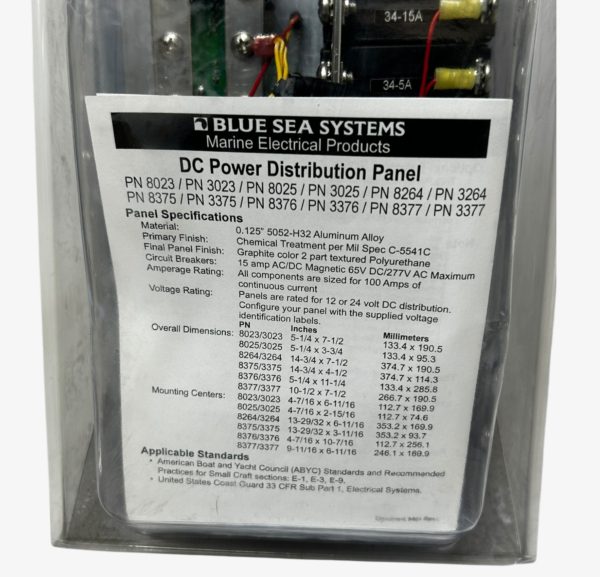 34-15A
34-5A
BLUE SEA SYSTEMS
Marine Electrical Products
DC Power Distribution Panel
PN 8023 / PN 3023 / PN 8025 / PN 3025 / PN 8264 / PN 3264
PN 8375 / PN 3375 / PN 8376 / PN 3376 / PN 8377 / PN 3377
Panel Specifications
Material: 0.125" 5052-H32 Aluminum Alloy
Primary Finish: Chemical Treatment per Mil Spec C-5541C
Final Panel Finish: Graphite color 2 part textured Polyurethane
Circuit Breakers: 15 amp AC/DC Magnetic 65V DC/277V AC Maximum
Amperage Rating: All components are sized for 100 Amps of
continuous current
Voltage Rating: Panels are rated for 12 or 24 volt DC distribution.
Configure your panel with the supplied voltage
identification labels.
PN Inches Millimeters
Overall Dimensions: 8023/3023 5-1/4 x 7-1/2 133.4 x 190.5
8025/3025 5-1/4 x 3-3/4 133.4 x 95.3
8264/3264 14-3/4 x 7-1/2 374.7 x 190.5
8375/3375 14-3/4 x 4-1/2 374.7 x 114.3
8376/3376 5-1/4 x 11-1/4 133.4 x 285.8
8377/3377 10-1/2 x 7-1/2 266.7 x 190.5
Mounting Centers: 8023/3023 4-7/16 x 6-11/16 112.7 x 169.9
8025/3025 4-7/16 x 2-15/16 112.7 x 74.6
8264/3264 13-29/32 x 6-11/16 353.2 x 169.9
8375/3375 13-29/32 x 3-11/16 353.2 x 93.7
8376/3376 4-7/16 x 10-7/16 112.7 x 256.1
8377/3377 9-11/16 x 6-11/16 246.1 x 169.9
Applicable Standards
• American Boat and Yacht Council (ABYC) Standards and Recommended
Practices for Small Craft sections: E-1, E-3, E-9.
• United States Coast Guard 33 CFR Sub Part 1, Electrical Systems.